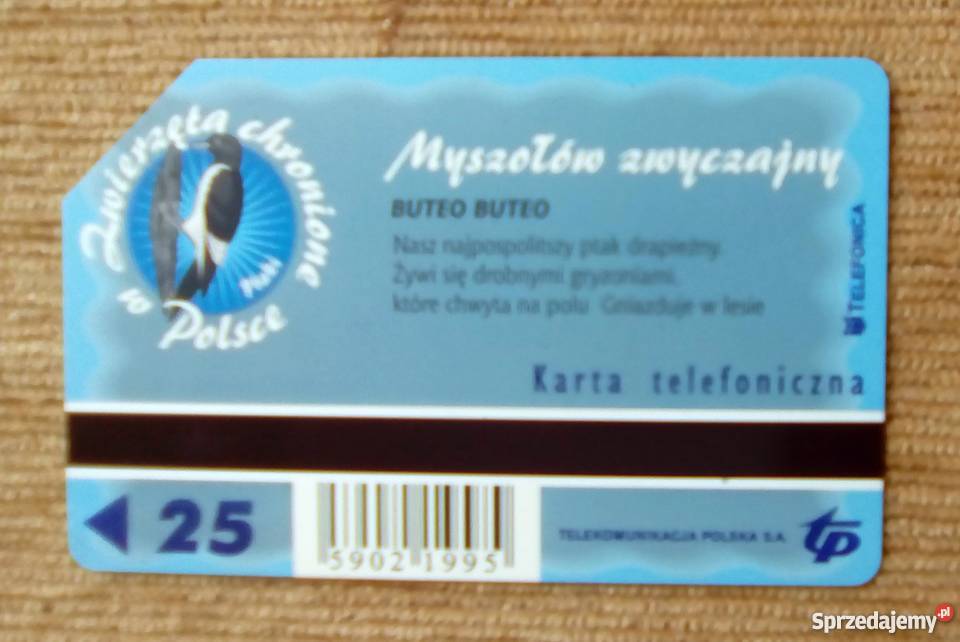 Zwierzęta chronione
w Polsce
Ptaki
Myszołów zwyczajny
BUTEO BUTEO
Nasz najpospolitszy ptak drapieżny.
Żywi się drobnymi gryzoniami,
które chwyta na polu. Gniazduje w lesie
TELEFONICA
Karta telefoniczna
25
5902 1995
TELEKOMUNIKACJA POLSKA S.A.
tp
Sprzedajemy.pl